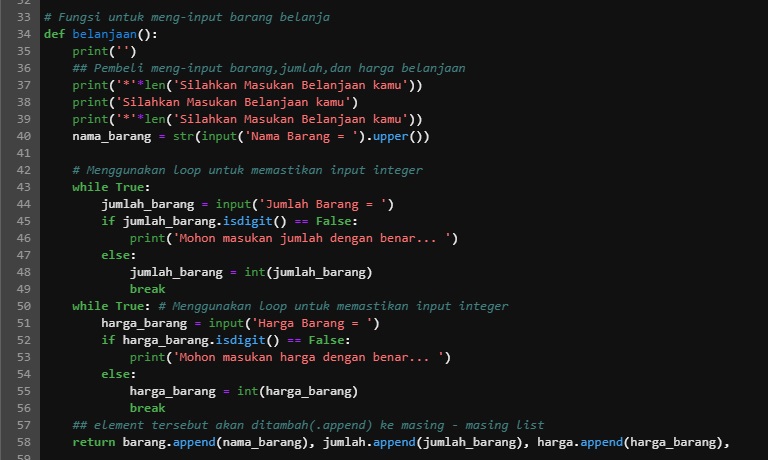 33 # Fungsi untuk meng-input barang belanja
34 def belanjaan():
35     print('')
36     ## Pembeli meng-input barang,jumlah,dan harga belanjaan
37     print('*'*len('Silahkan Masukan Belanjaan kamu'))
38     print('Silahkan Masukan Belanjaan kamu')
39     print('*'*len('Silahkan Masukan Belanjaan kamu'))
40     nama_barang = str(input('Nama Barang = ').upper())
41
42     # Menggunakan loop untuk memastikan input integer
43     while True:
44         jumlah_barang = input('Jumlah Barang = ')
45         if jumlah_barang.isdigit() == False:
46             print('Mohon masukan jumlah dengan benar... ')
47         else:
48             jumlah_barang = int(jumlah_barang)
49             break
50     while True: # Menggunakan loop untuk memastikan input integer
51         harga_barang = input('Harga Barang = ')
52         if harga_barang.isdigit() == False:
53             print('Mohon masukan harga dengan benar... ')
54         else:
55             harga_barang = int(harga_barang)
56             break
57     ## element tersebut akan ditambah(.append) ke masing - masing list
58     return barang.append(nama_barang), jumlah.append(jumlah_barang), harga.append(harga_barang),